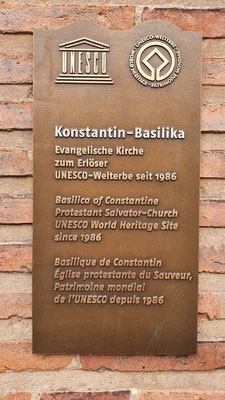 UNESCO
Konstantin-Basilika
Evangelische Kirche
zum Erlöser
UNESCO-Welterbe seit 1986
Basilica of Constantine
Protestant Salvator-Church
UNESCO World Heritage Site
since 1986
Basilique de Constantin
Église protestante du Sauveur,
Patrimoine mondial
de l'UNESCO depuis 1986